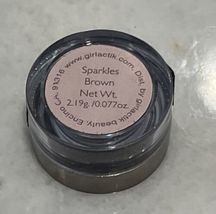 Sparkles
Brown
Net Wt.
2.19g./0.077oz.
www.girlactik.com. Dist. by girlactik beauty. Encino CA. 91316